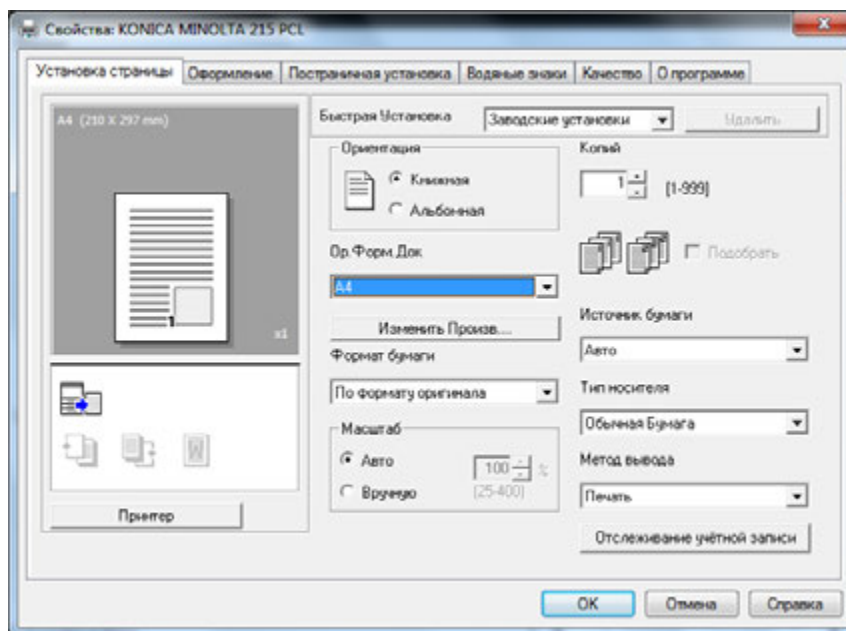 Свойства: KONICA MINOLTA 215 PCL
Установка страницы Оформление Постраничная установка Водяные знаки Качество О программе
A4 (210 X 297 mm)
1
x1
Принтер
Быстрая Установка Заводские установки Удалить
Ориентация
Книжная
Альбомная
Ор.Форм.Док
A4
Изменить Произв....
Формат бумаги
По формату оригинала
Масштаб
Авто 100 %
Вручную [25-400]
Копий
1 [1-999]
Подобрать
Источник бумаги
Авто
Тип носителя
Обычная Бумага
Метод вывода
Печать
Отслеживание учётной записи
OK Отмена Справка